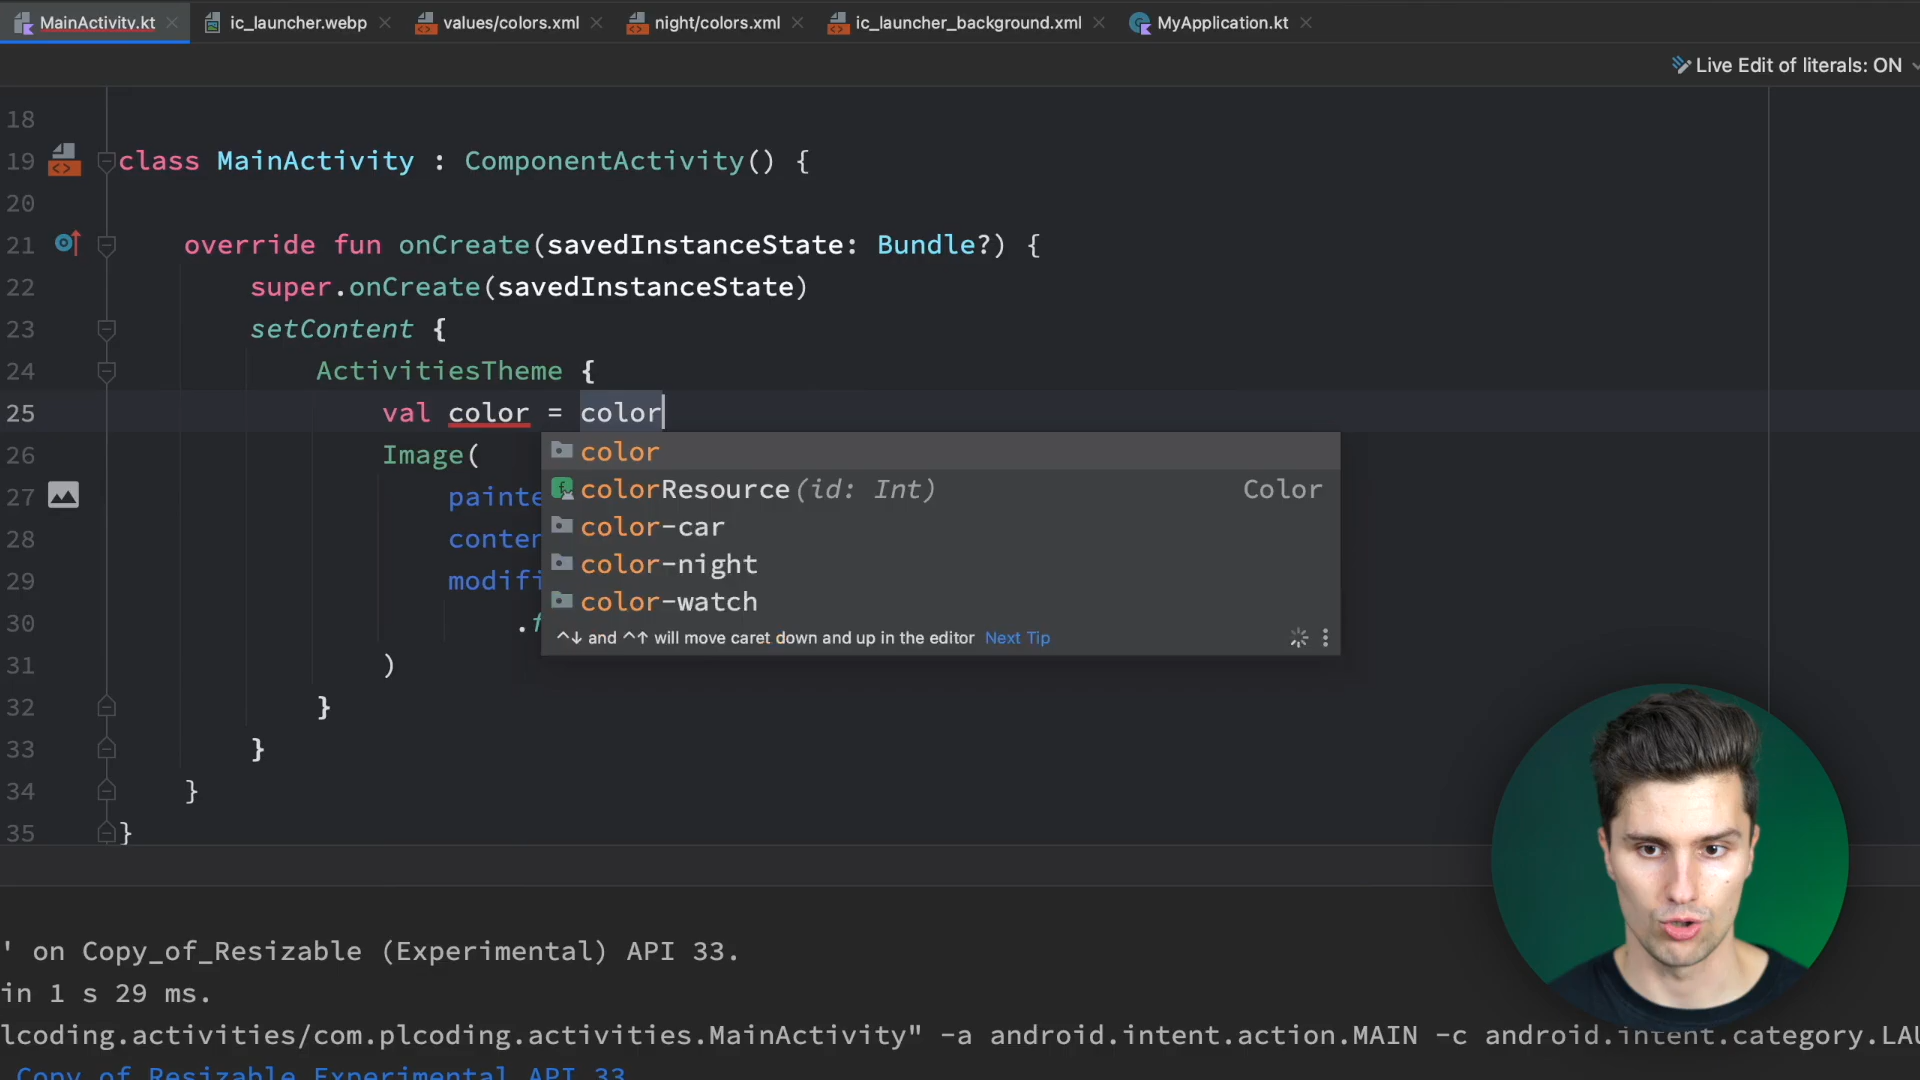 MainActivity.kt
ic_launcher.webp
values/colors.xml
night/colors.xml
ic_launcher_background.xml
MyApplication.kt
Live Edit of literals: ON
18
19 class MainActivity : ComponentActivity() {
20
21 override fun onCreate(savedInstanceState: Bundle?) {
22 super.onCreate(savedInstanceState)
23 setContent {
24 ActivitiesTheme {
25 val color = color
26 Image(
27 painte
28 conten
29 modifi
30 .f
31 )
32 }
33 }
34 }
35 }
color
colorResource(id: Int) Color
color-car
color-night
color-watch
^↓ and ^↑ will move caret down and up in the editor Next Tip
' on Copy_of_Resizable (Experimental) API 33.
in 1 s 29 ms.
lcoding.activities/com.plcoding.activities.MainActivity" -a android.intent.action.MAIN -c android.intent.category.LAU
Copy_of_Resizable_Experimental_API_33